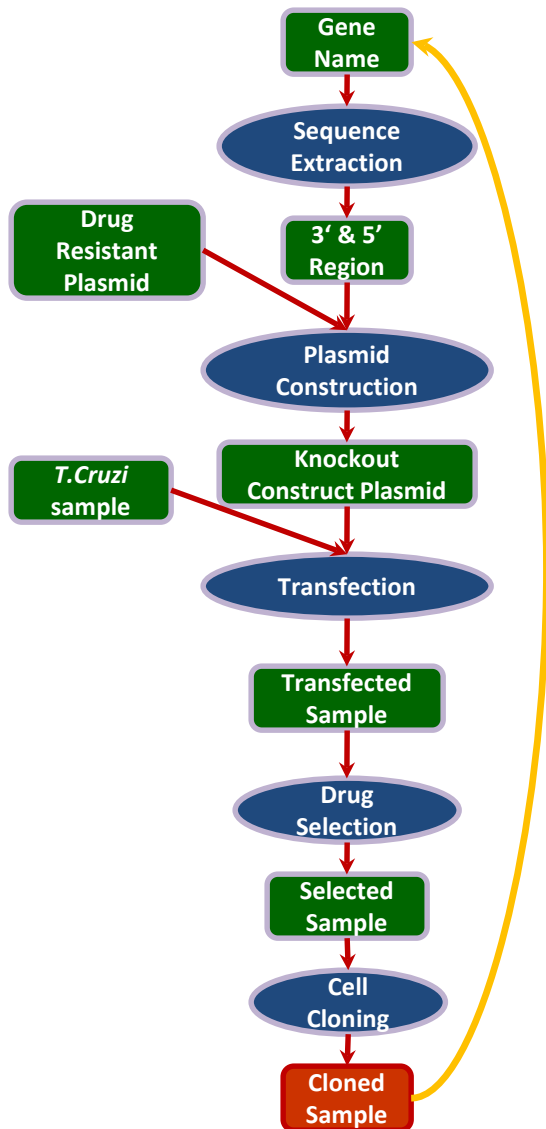 Gene
Name
Sequence
Extraction
Drug
Resistant
Plasmid
3‘ & 5’
Region
Plasmid
Construction
T.Cruzi
sample
Knockout
Construct Plasmid
Transfection
Transfected
Sample
Drug
Selection
Selected
Sample
Cell
Cloning
Cloned
Sample